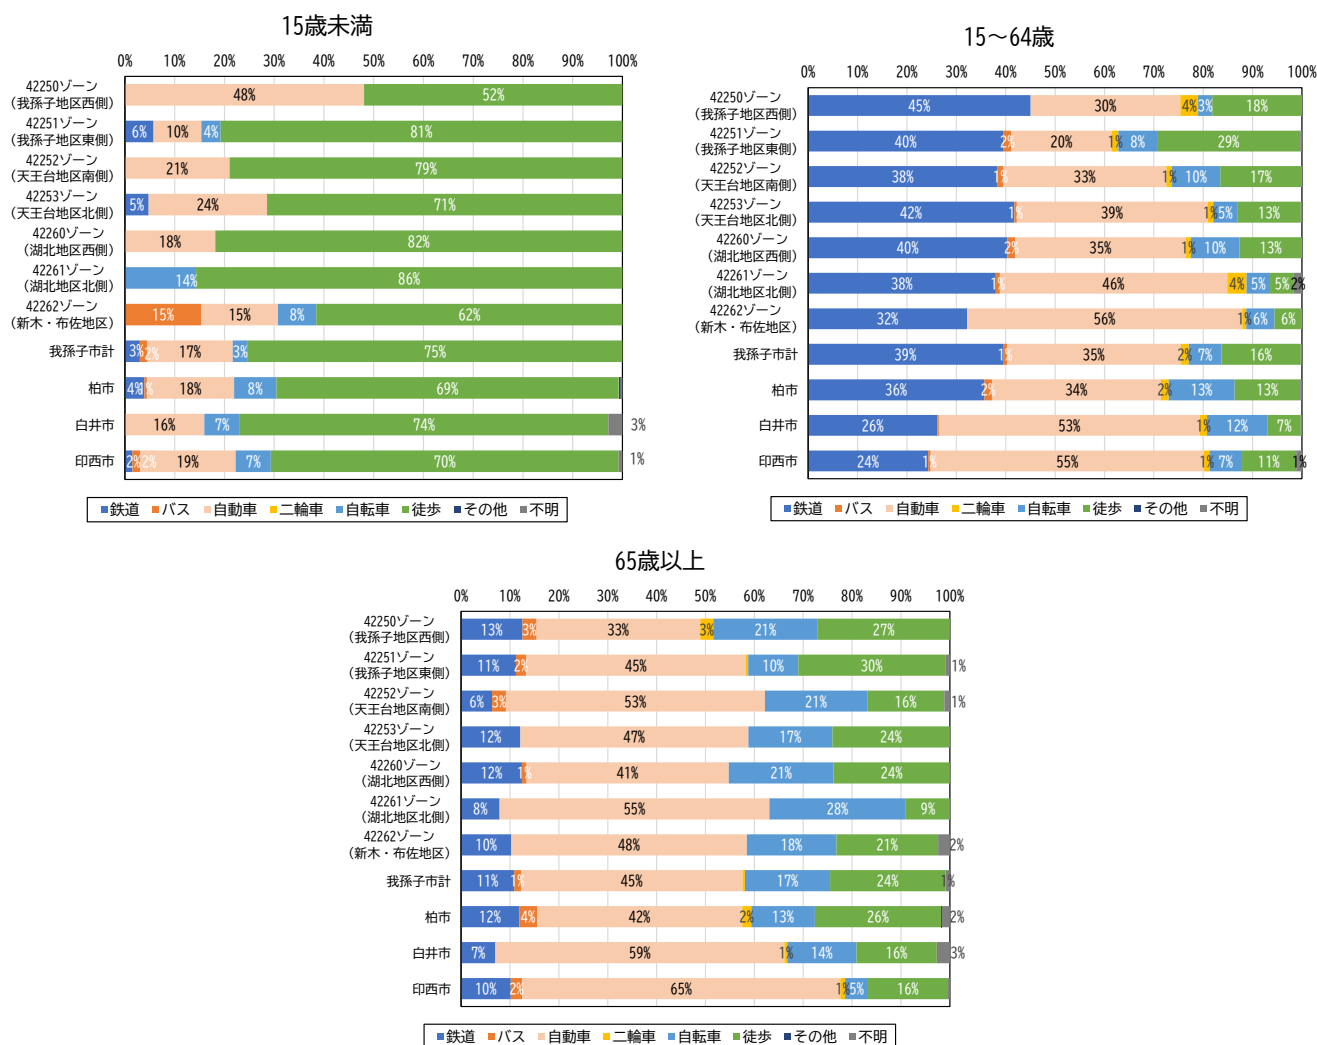 15歳未満
0% 10% 20% 30% 40% 50% 60% 70% 80% 90% 100%
42250ゾーン
（我孫子地区西側）
48% 52%
42251ゾーン
（我孫子地区東側）
6% 10% 4% 81%
42252ゾーン
（天王台地区南側）
21% 79%
42253ゾーン
（天王台地区北側）
5% 24% 71%
42260ゾーン
（湖北地区西側）
18% 82%
42261ゾーン
（湖北地区北側）
14% 86%
42262ゾーン
（新木・布佐地区）
15% 15% 8% 62%
我孫子市計 3% 2% 17% 3% 75%
柏市 4% 1% 18% 8% 69%
白井市 16% 7% 74% 3%
印西市 2% 2% 19% 7% 70% 1%
鉄道 バス 自動車 二輪車 自転車 徒歩 その他 不明
15～64歳
0% 10% 20% 30% 40% 50% 60% 70% 80% 90% 100%
42250ゾーン
（我孫子地区西側）
45% 30% 4% 3% 18%
42251ゾーン
（我孫子地区東側）
40% 2% 20% 1% 8% 29%
42252ゾーン
（天王台地区南側）
38% 1% 33% 1% 10% 17%
42253ゾーン
（天王台地区北側）
42% 1% 39% 1% 5% 13%
42260ゾーン
（湖北地区西側）
40% 2% 35% 1% 10% 13%
42261ゾーン
（湖北地区北側）
38% 1% 46% 4% 5% 5% 2%
42262ゾーン
（新木・布佐地区）
32% 56% 1% 6% 6%
我孫子市計 39% 1% 35% 2% 7% 16%
柏市 36% 2% 34% 2% 13% 13%
白井市 26% 53% 1% 12% 7%
印西市 24% 1% 55% 1% 7% 11% 1%
鉄道 バス 自動車 二輪車 自転車 徒歩 その他 不明
65歳以上
0% 10% 20% 30% 40% 50% 60% 70% 80% 90% 100%
42250ゾーン
（我孫子地区西側）
13% 3% 33% 3% 21% 27%
42251ゾーン
（我孫子地区東側）
11% 2% 45% 10% 30% 1%
42252ゾーン
（天王台地区南側）
6% 3% 53% 21% 16% 1%
42253ゾーン
（天王台地区北側）
12% 47% 17% 24%
42260ゾーン
（湖北地区西側）
12% 1% 41% 21% 24%
42261ゾーン
（湖北地区北側）
8% 55% 28% 9%
42262ゾーン
（新木・布佐地区）
10% 48% 18% 21% 2%
我孫子市計 11% 1% 45% 17% 24% 1%
柏市 12% 4% 42% 2% 13% 26% 2%
白井市 7% 59% 1% 14% 16% 3%
印西市 10% 2% 65% 1% 5% 16%
鉄道 バス 自動車 二輪車 自転車 徒歩 その他 不明